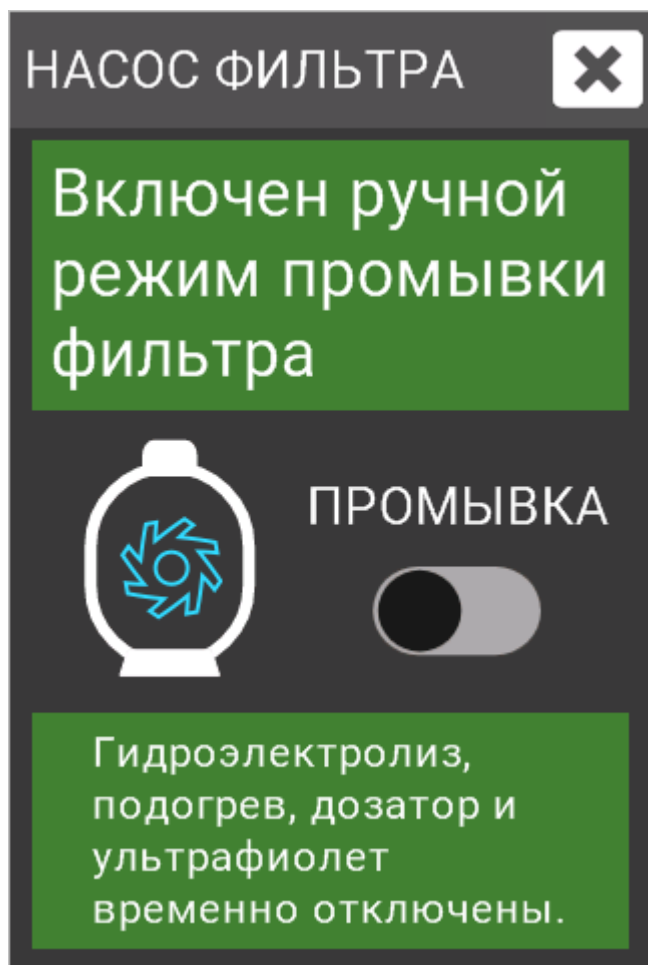 НАСОС ФИЛЬТРА
Включен ручной
режим промывки
фильтра
ПРОМЫВКА
Гидроэлектролиз,
подогрев, дозатор и
ультрафиолет
временно отключены.